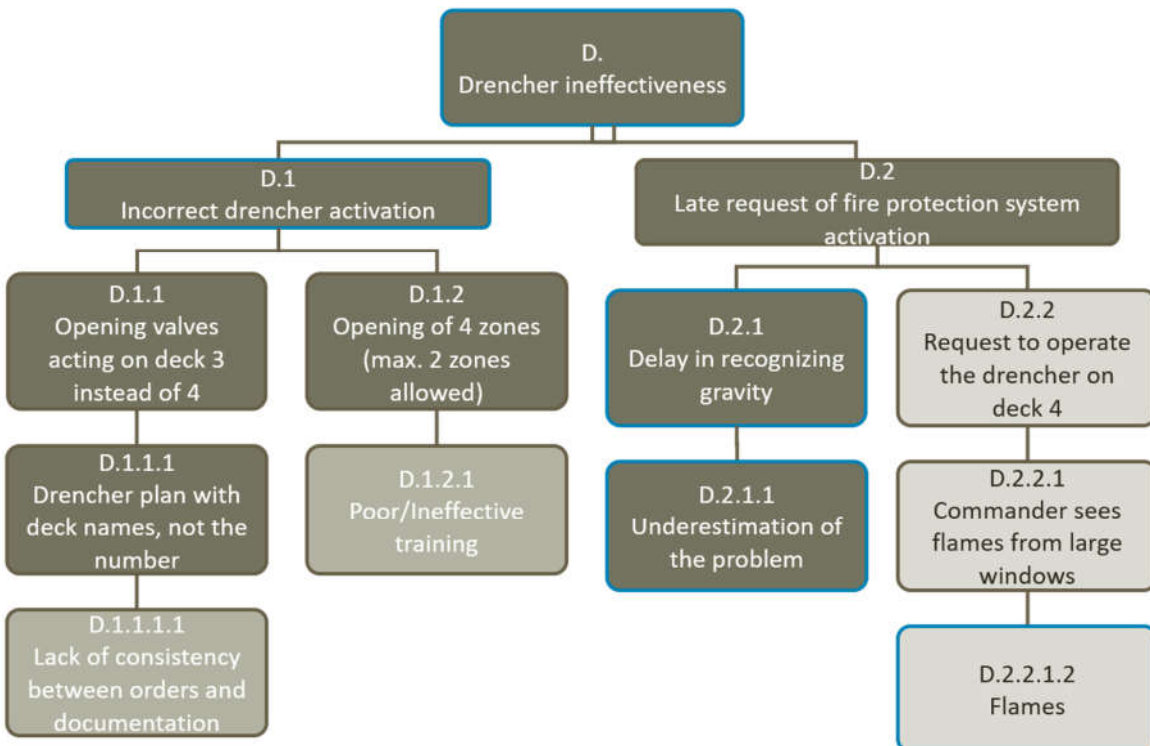 D.
Drencher ineffectiveness
D.1
Incorrect drencher activation
D.2
Late request of fire protection system
activation
D.1.1
Opening valves
acting on deck 3
instead of 4
D.1.2
Opening of 4 zones
(max. 2 zones
allowed)
D.2.1
Delay in recognizing
gravity
D.2.2
Request to operate
the drencher on
deck 4
D.1.1.1
Drencher plan with
deck names, not the
number
D.1.2.1
Poor/Ineffective
training
D.2.1.1
Underestimation of
the problem
D.2.2.1
Commander sees
flames from large
windows
D.1.1.1.1
Lack of consistency
between orders and
documentation
D.2.2.1.2
Flames